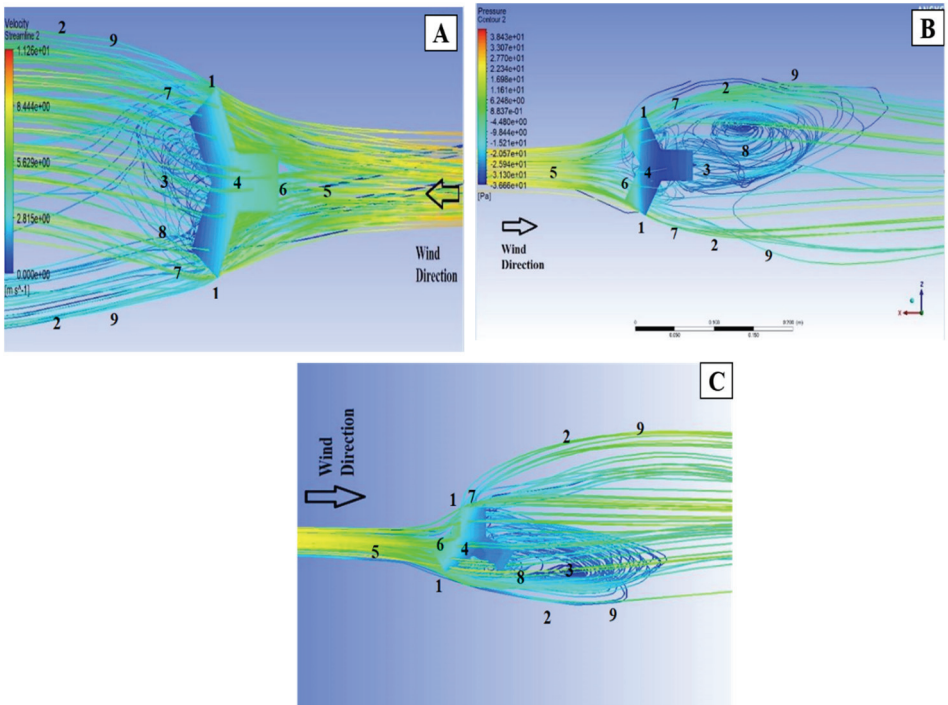 A
Velocity
Streamline 2
1.126e+01
8.444e+00
5.629e+00
2.815e+00
0.000e+00
[m s^-1]
2
9
1
7
3
4
6
5
8
7
1
2
9
Wind
Direction
B
Pressure
Contour 2
3.843e+01
3.307e+01
2.770e+01
2.234e+01
1.698e+01
1.161e+01
6.248e+00
8.837e-01
-4.480e+00
-9.844e+00
-1.521e+01
-2.057e+01
-2.594e+01
-3.130e+01
-3.666e+01
[Pa]
9
2
7
1
8
5
6
4
3
1
7
2
9
Wind
Direction
Z
X
0
(m)
C
Wind
Direction
2
9
1
7
5
6
4
8
3
1
2
9